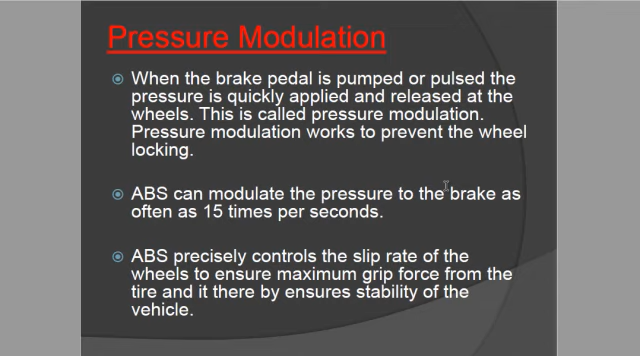 Pressure Modulation
When the brake pedal is pumped or pulsed the
pressure is quickly applied and released at the
wheels. This is called pressure modulation.
Pressure modulation works to prevent the wheel
locking.
ABS can modulate the pressure to the brake as
often as 15 times per seconds.
ABS precisely controls the slip rate of the
wheels to ensure maximum grip force from the
tire and it there by ensures stability of the
vehicle.